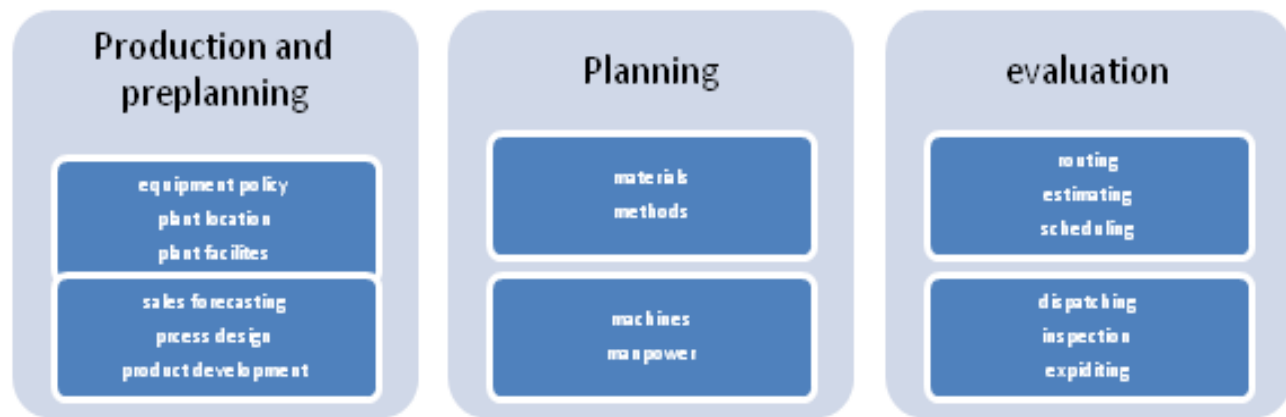 Production and
preplanning
equipment policy
plant location
plant facilites
sales forecasting
prcess design
product development
Planning
materials
methods
machines
manpower
evaluation
routing
estimating
scheduling
dispatching
inspection
expiditing